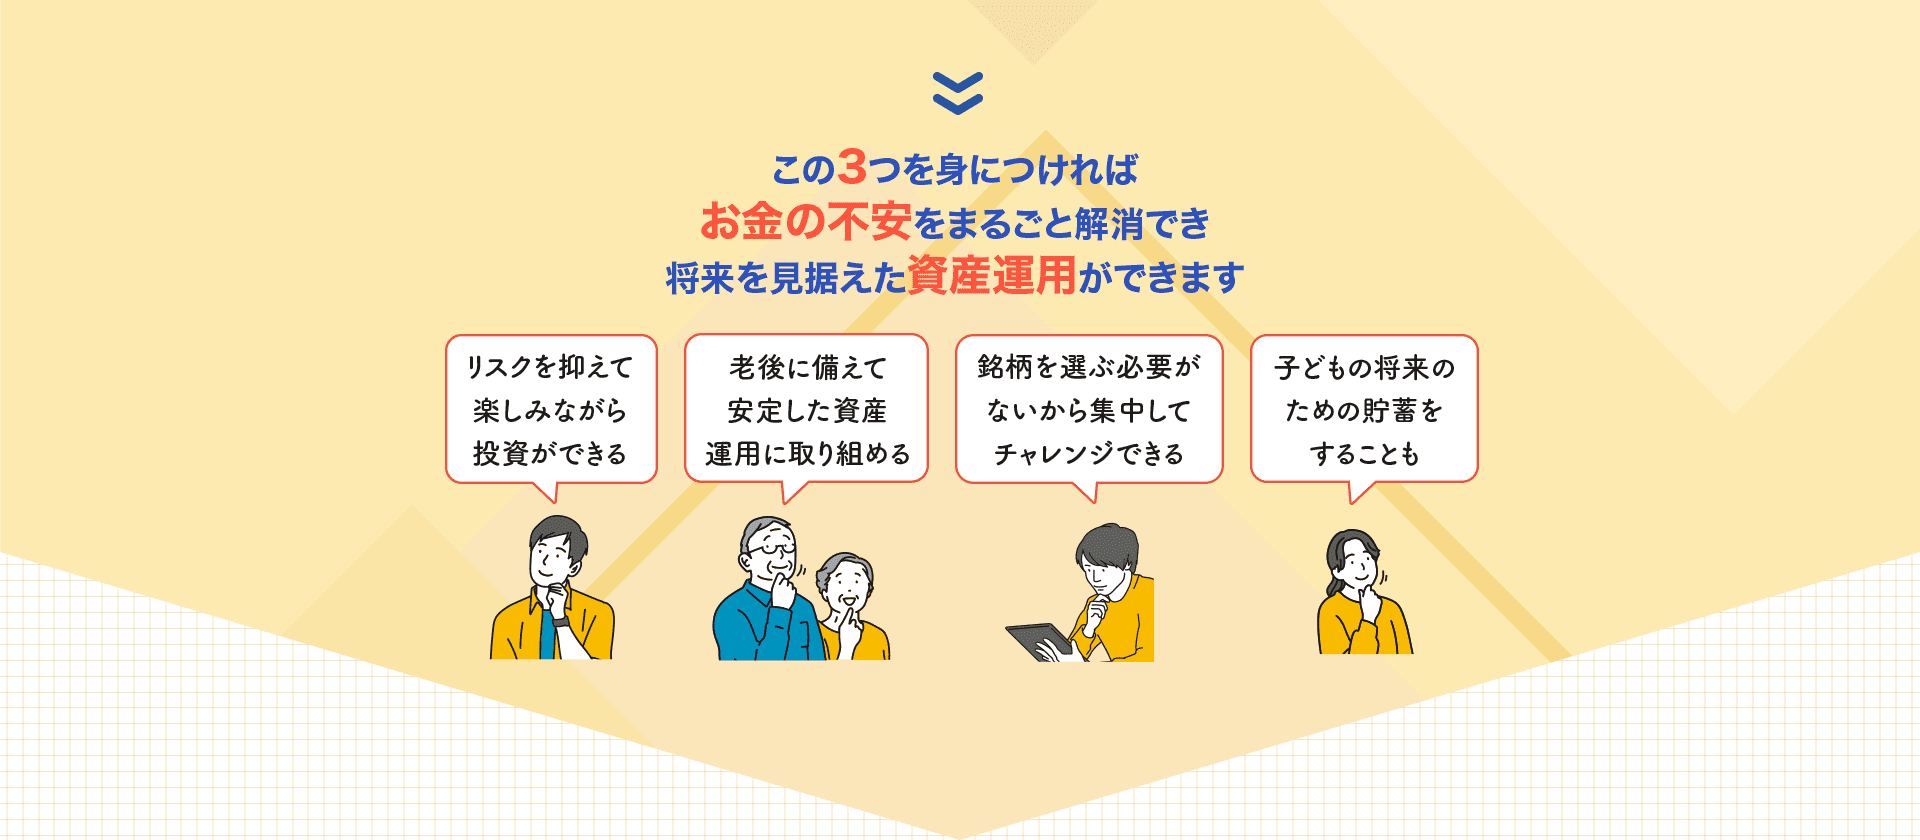 この3つを身につければ
お金の不安をまるごと解消でき
将来を見据えた資産運用ができます
リスクを抑えて
楽しみながら
投資ができる
老後に備えて
安定した資産
運用に取り組める
銘柄を選ぶ必要が
ないから集中して
チャレンジできる
子どもの将来の
ための貯蓄を
することも